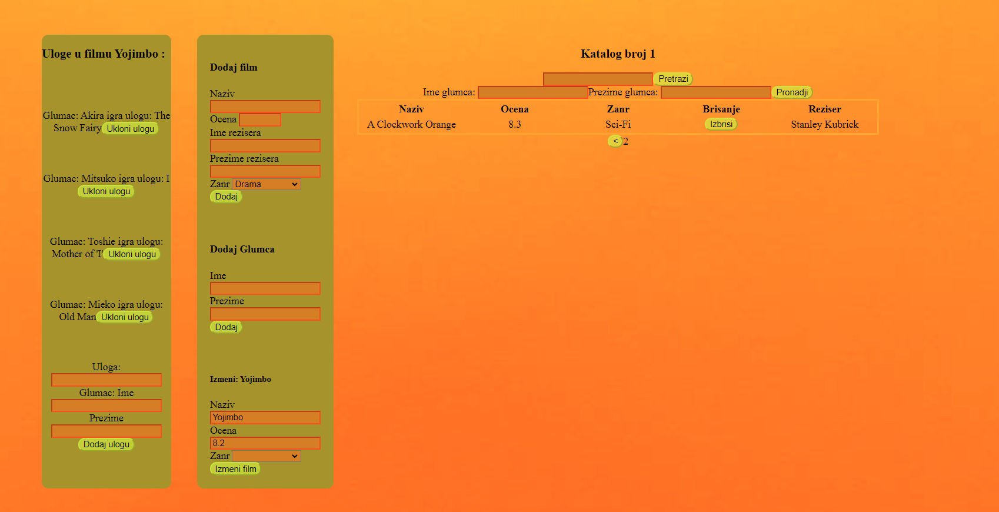 Uloge u filmu Yojimbo :
Glumac: Akira igra ulogu: The
Snow Fairy Ukloni ulogu
Glumac: Mitsuko igra ulogu: I
Ukloni ulogu
Glumac: Toshie igra ulogu:
Mother of 'I' Ukloni ulogu
Glumac: Mieko igra ulogu:
Old Man Ukloni ulogu
Uloga:
Glumac: Ime
Prezime
Dodaj ulogu
Dodaj film
Naziv
Ocena
Ime rezisera
Prezime rezisera
Zanr Drama
Dodaj
Dodaj Glumca
Ime
Prezime
Dodaj
Izmeni: Yojimbo
Naziv
Yojimbo
Ocena
8.2
Zanr
Izmeni film
Katalog broj 1
Pretrazi
Ime glumca: Prezime glumca: Pronadji
Naziv Ocena Zanr Brisanje Reziser
A Clockwork Orange 8.3 Sci-Fi Izbrisi Stanley Kubrick
< 2